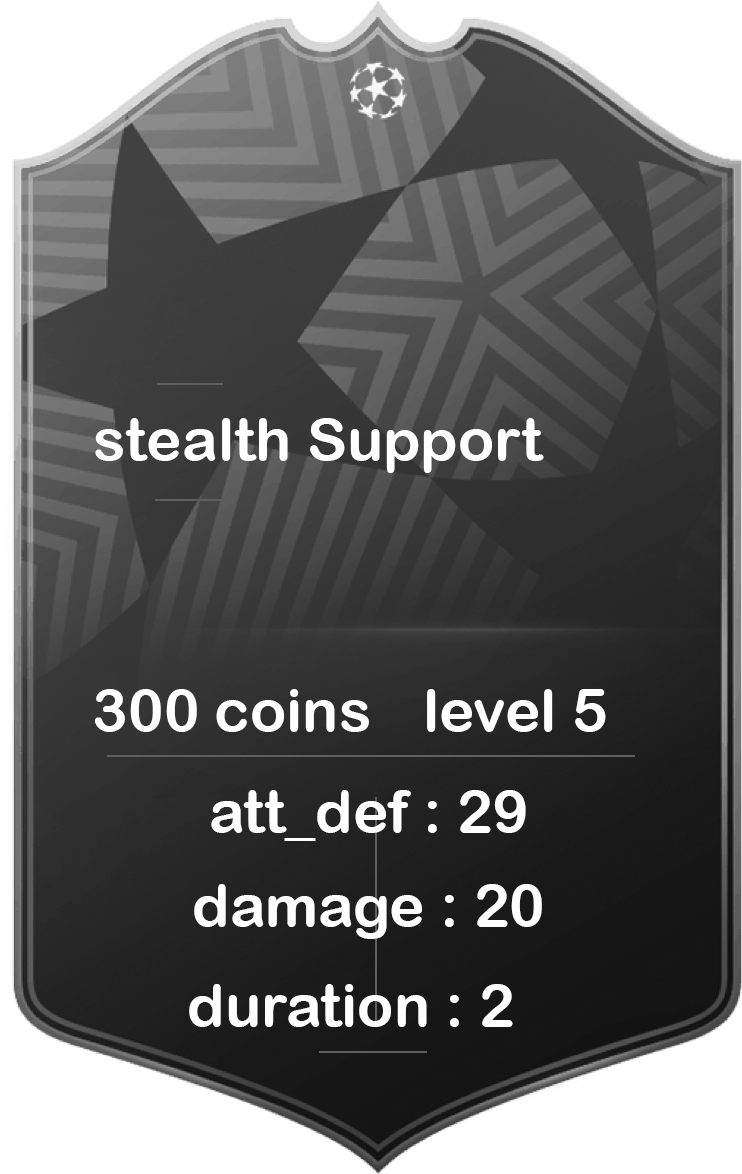 stealth Support
300 coins level 5
att_def : 29
damage : 20
duration : 2